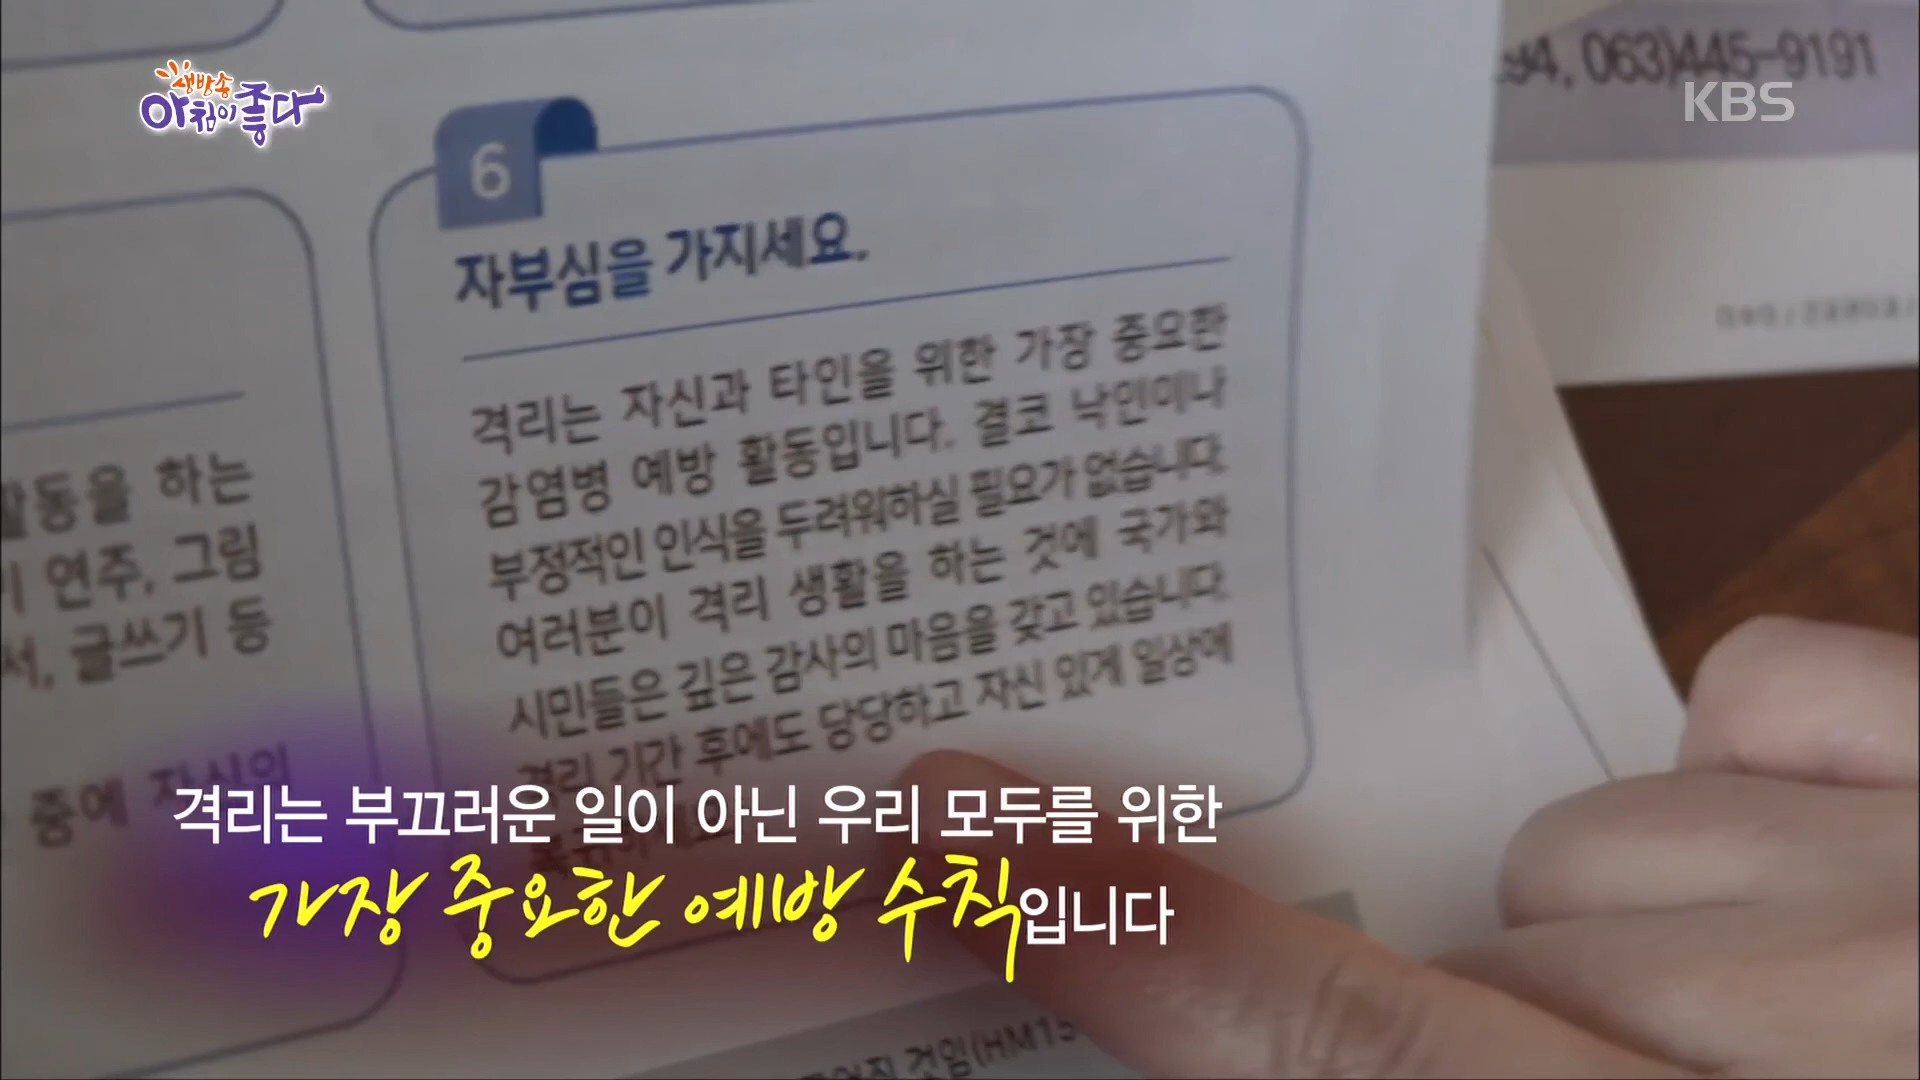 생방송
아침이 좋다
KBS
063)445-9191
6
자부심을 가지세요.
격리는 자신과 타인을 위한 가장 중요한
감염병 예방 활동입니다. 결코 낙인이나
부정적인 인식을 두려워하실 필요가 없습니다.
여러분이 격리 생활을 하는 것에 국가와
시민들은 깊은 감사의 마음을 갖고 있습니다.
격리 기간 후에도 당당하고 자신 있게 일상에
활동을 하는
연주, 그림
글쓰기 등
중에 자신의
격리는 부끄러운 일이 아닌 우리 모두를 위한
가장 중요한 예방 수칙입니다
것임(HM15